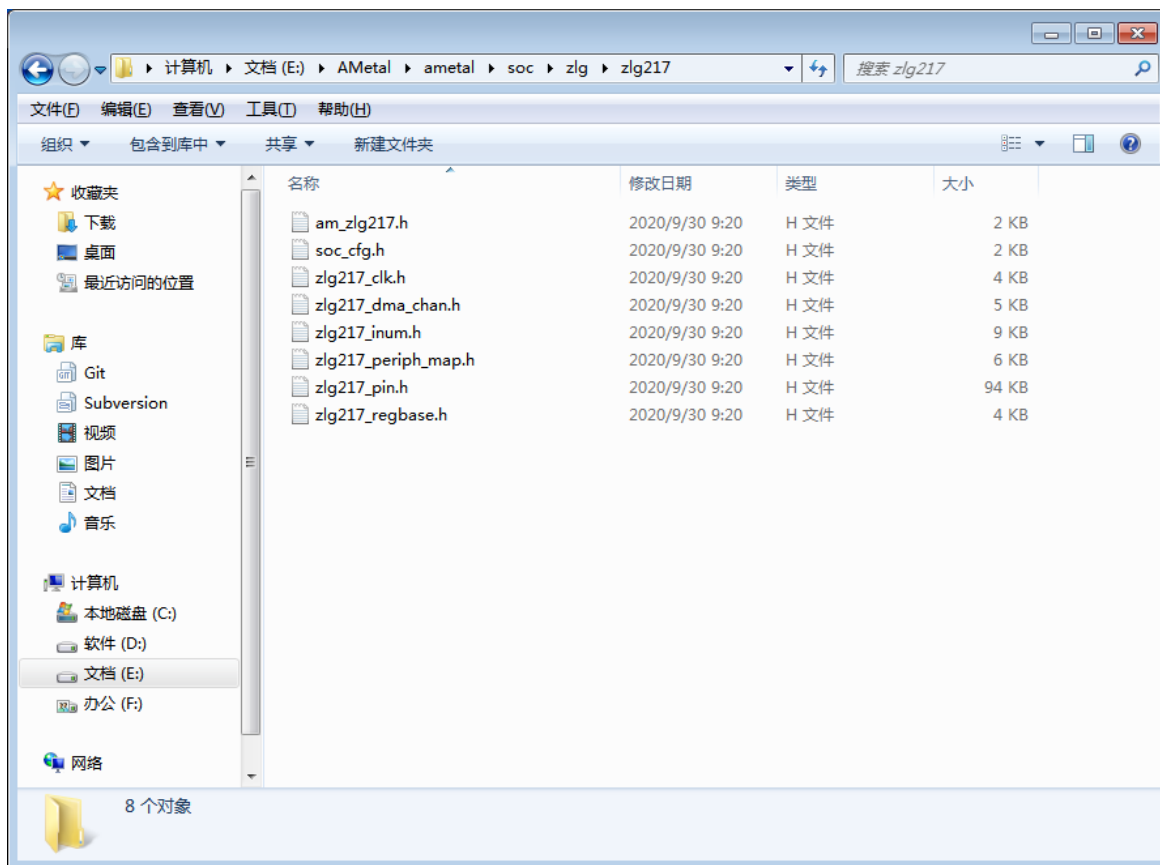 计算机 文档 (E:) AMetal ametal soc zlg zlg217 搜索 zlg217
文件(F) 编辑(E) 查看(V) 工具(T) 帮助(H)
组织 包含到库中 共享 新建文件夹
收藏夹
下载
桌面
最近访问的位置
库
Git
Subversion
视频
图片
文档
音乐
计算机
本地磁盘 (C:)
软件 (D:)
文档 (E:)
办公 (F:)
网络
名称 修改日期 类型 大小
am_zlg217.h 2020/9/30 9:20 H 文件 2 KB
soc_cfg.h 2020/9/30 9:20 H 文件 2 KB
zlg217_clk.h 2020/9/30 9:20 H 文件 4 KB
zlg217_dma_chan.h 2020/9/30 9:20 H 文件 5 KB
zlg217_inum.h 2020/9/30 9:20 H 文件 9 KB
zlg217_periph_map.h 2020/9/30 9:20 H 文件 6 KB
zlg217_pin.h 2020/9/30 9:20 H 文件 94 KB
zlg217_regbase.h 2020/9/30 9:20 H 文件 4 KB
8 个对象